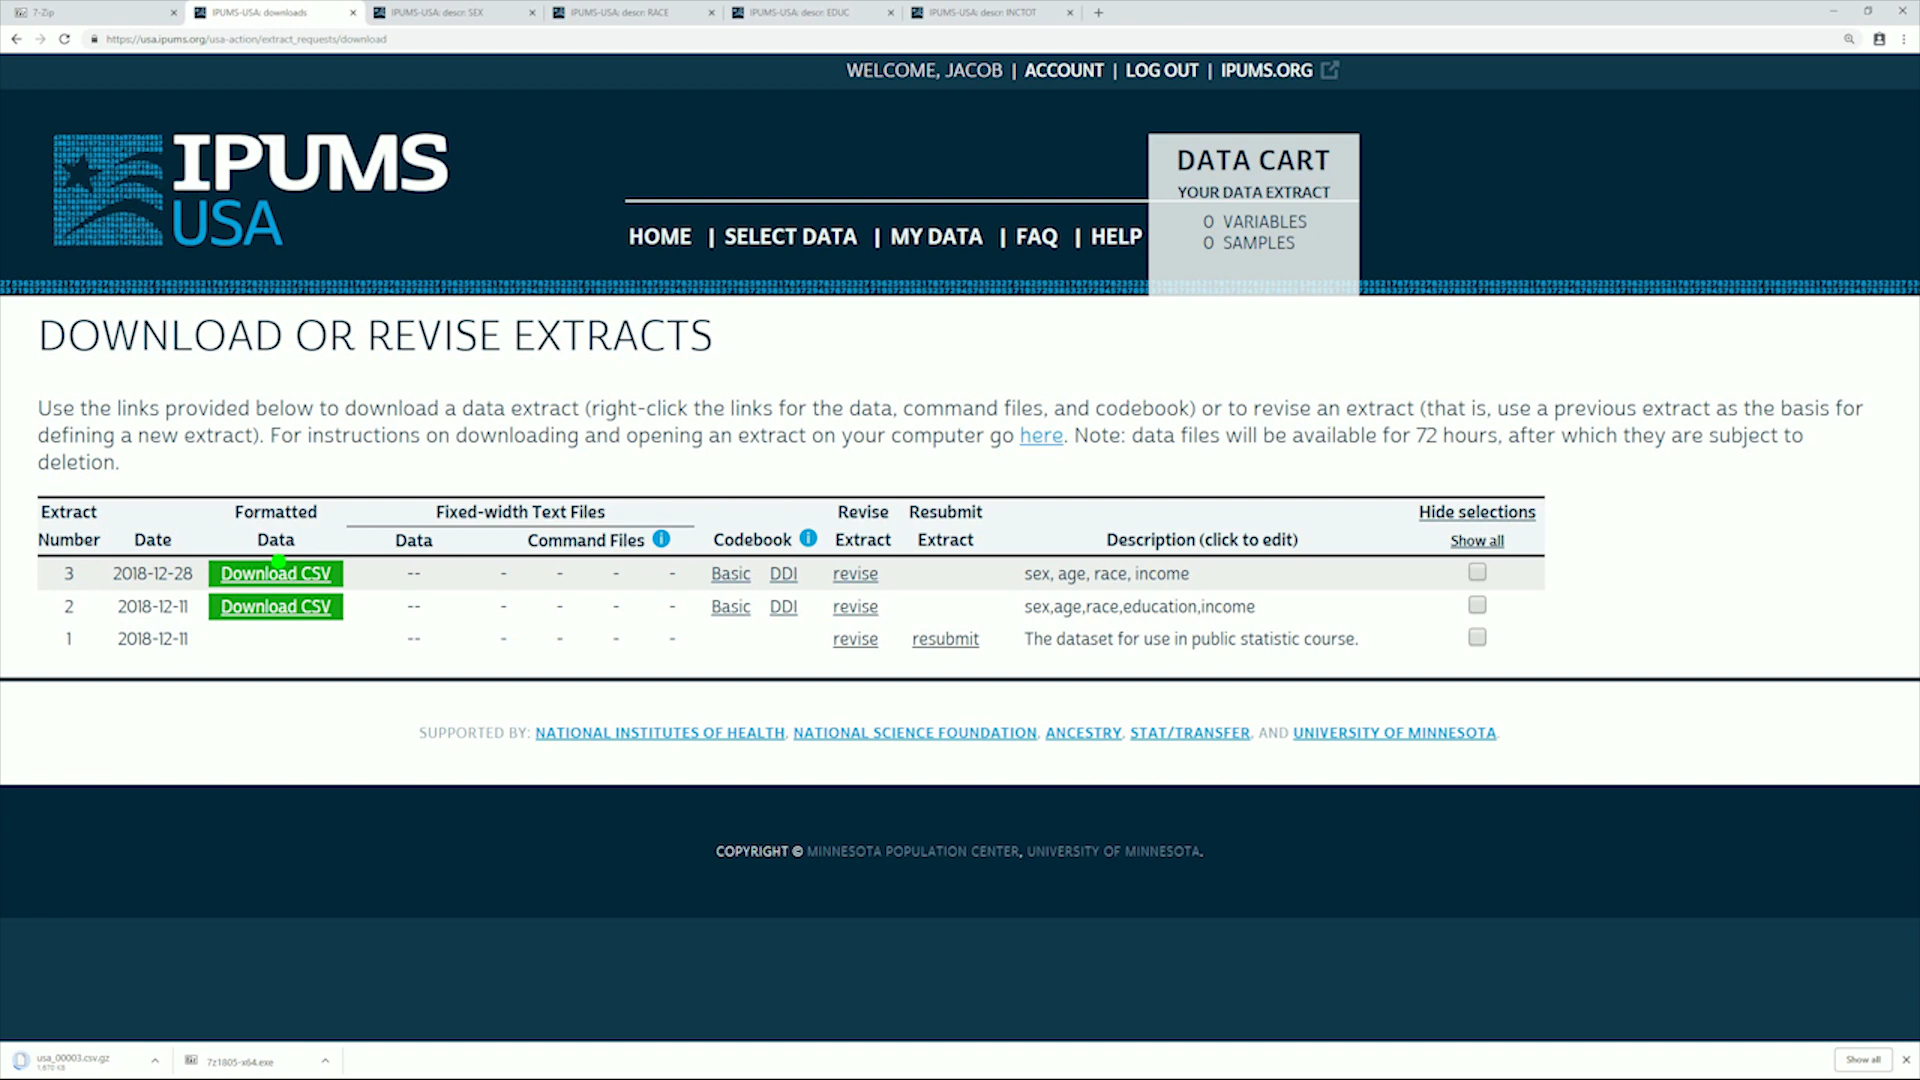 7-Zip
IPUMS-USA: downloads
IPUMS-USA: descr: SEX
IPUMS-USA: descr: RACE
IPUMS-USA: descr: EDUC
IPUMS-USA: descr: INCTOT
https://usa.ipums.org/usa-action/extract_requests/download
WELCOME, JACOB | ACCOUNT | LOG OUT | IPUMS.ORG
IPUMS
USA
DATA CART
YOUR DATA EXTRACT
0 VARIABLES
0 SAMPLES
HOME | SELECT DATA | MY DATA | FAQ | HELP
DOWNLOAD OR REVISE EXTRACTS
Use the links provided below to download a data extract (right-click the links for the data, command files, and codebook) or to revise an extract (that is, use a previous extract as the basis for
defining a new extract). For instructions on downloading and opening an extract on your computer go here. Note: data files will be available for 72 hours, after which they are subject to
deletion.
Extract Formatted Fixed-width Text Files Revise Resubmit Hide selections
Number Date Data Data Command Files Codebook Extract Extract Description (click to edit) Show all
3 2018-12-28 Download CSV -- - - - - Basic DDI revise sex, age, race, income
2 2018-12-11 Download CSV -- - - - - Basic DDI revise sex,age,race,education,income
1 2018-12-11 -- - - - - revise resubmit The dataset for use in public statistic course.
SUPPORTED BY: NATIONAL INSTITUTES OF HEALTH, NATIONAL SCIENCE FOUNDATION, ANCESTRY, STAT/TRANSFER, AND UNIVERSITY OF MINNESOTA.
COPYRIGHT © MINNESOTA POPULATION CENTER, UNIVERSITY OF MINNESOTA.
usa_00003.csv.gz
1,670 KB
7z1805-x64.exe
Show all